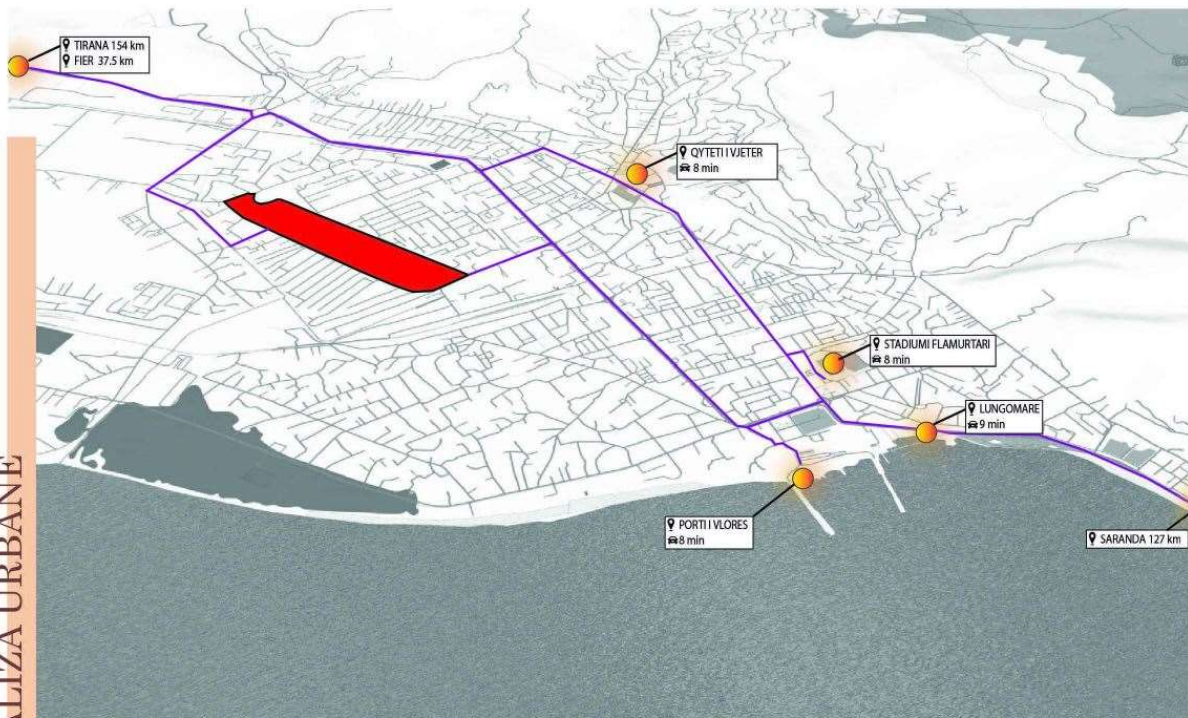 TIRANA 154 km
FIER 37.5 km
QYTETI I VJETER
8 min
STADIUMI FLAMURTARI
8 min
LUNGOMARE
9 min
PORTI I VLORES
8 min
SARANDA 127 km
ALIZA URBANE